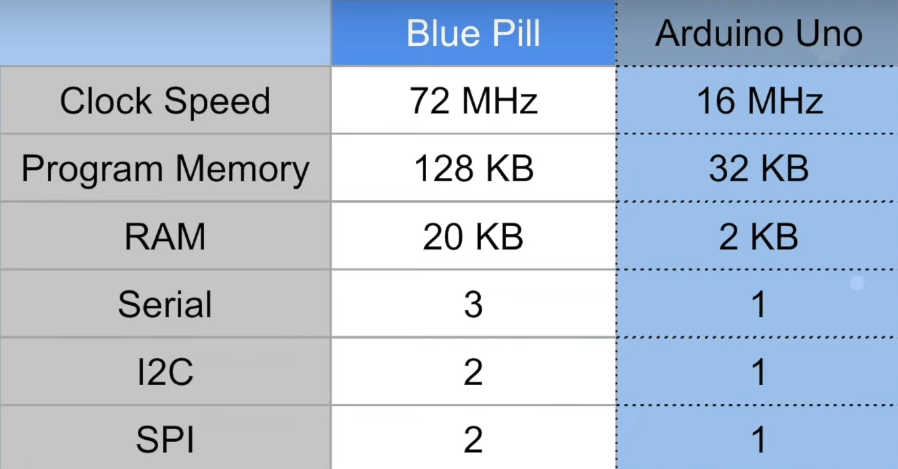 Blue Pill Arduino Uno
Clock Speed 72 MHz 16 MHz
Program Memory 128 KB 32 KB
RAM 20 KB 2 KB
Serial 3 1
I2C 2 1
SPI 2 1